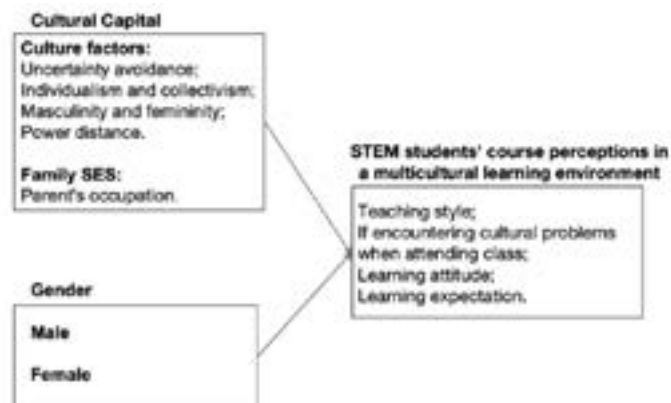 Cultural Capital
Culture factors:
Uncertainty avoidance;
Individualism and collectivism;
Masculinity and femininity;
Power distance.
Family SES:
Parent's occupation.
Gender
Male
Female
STEM students' course perceptions in
a multicultural learning environment
Teaching style;
If encountering cultural problems
when attending class;
Learning attitude;
Learning expectation.